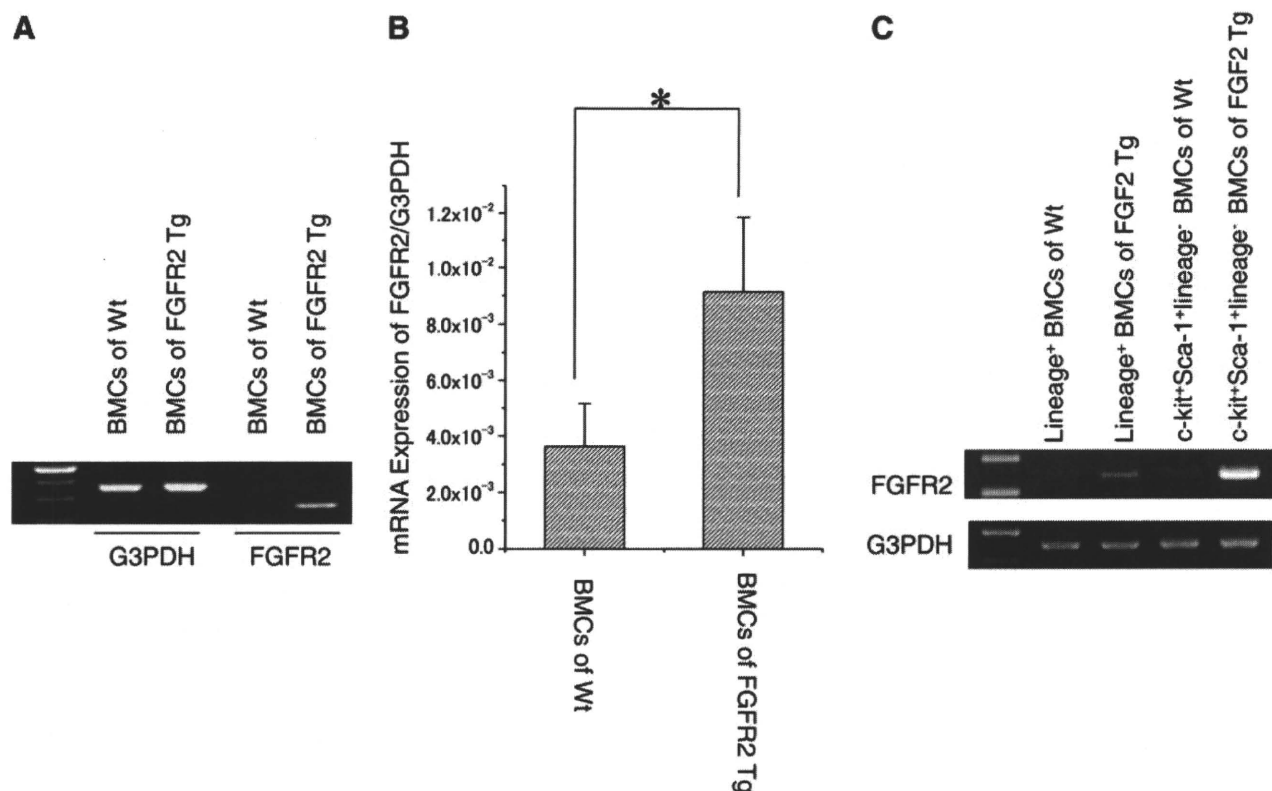 A
BMCs of Wt
BMCs of FGFR2 Tg
BMCs of Wt
BMCs of FGFR2 Tg
G3PDH
FGFR2
B
*
mRNA Expression of FGFR2/G3PDH
1.2x10⁻²
1.0x10⁻²
8.0x10⁻³
6.0x10⁻³
4.0x10⁻³
2.0x10⁻³
0.0
BMCs of Wt
BMCs of FGFR2 Tg
C
Lineage⁺ BMCs of Wt
Lineage⁺ BMCs of FGF2 Tg
c-kit⁺Sca-1⁺lineage⁻ BMCs of Wt
c-kit⁺Sca-1⁺lineage⁻ BMCs of FGF2 Tg
FGFR2
G3PDH